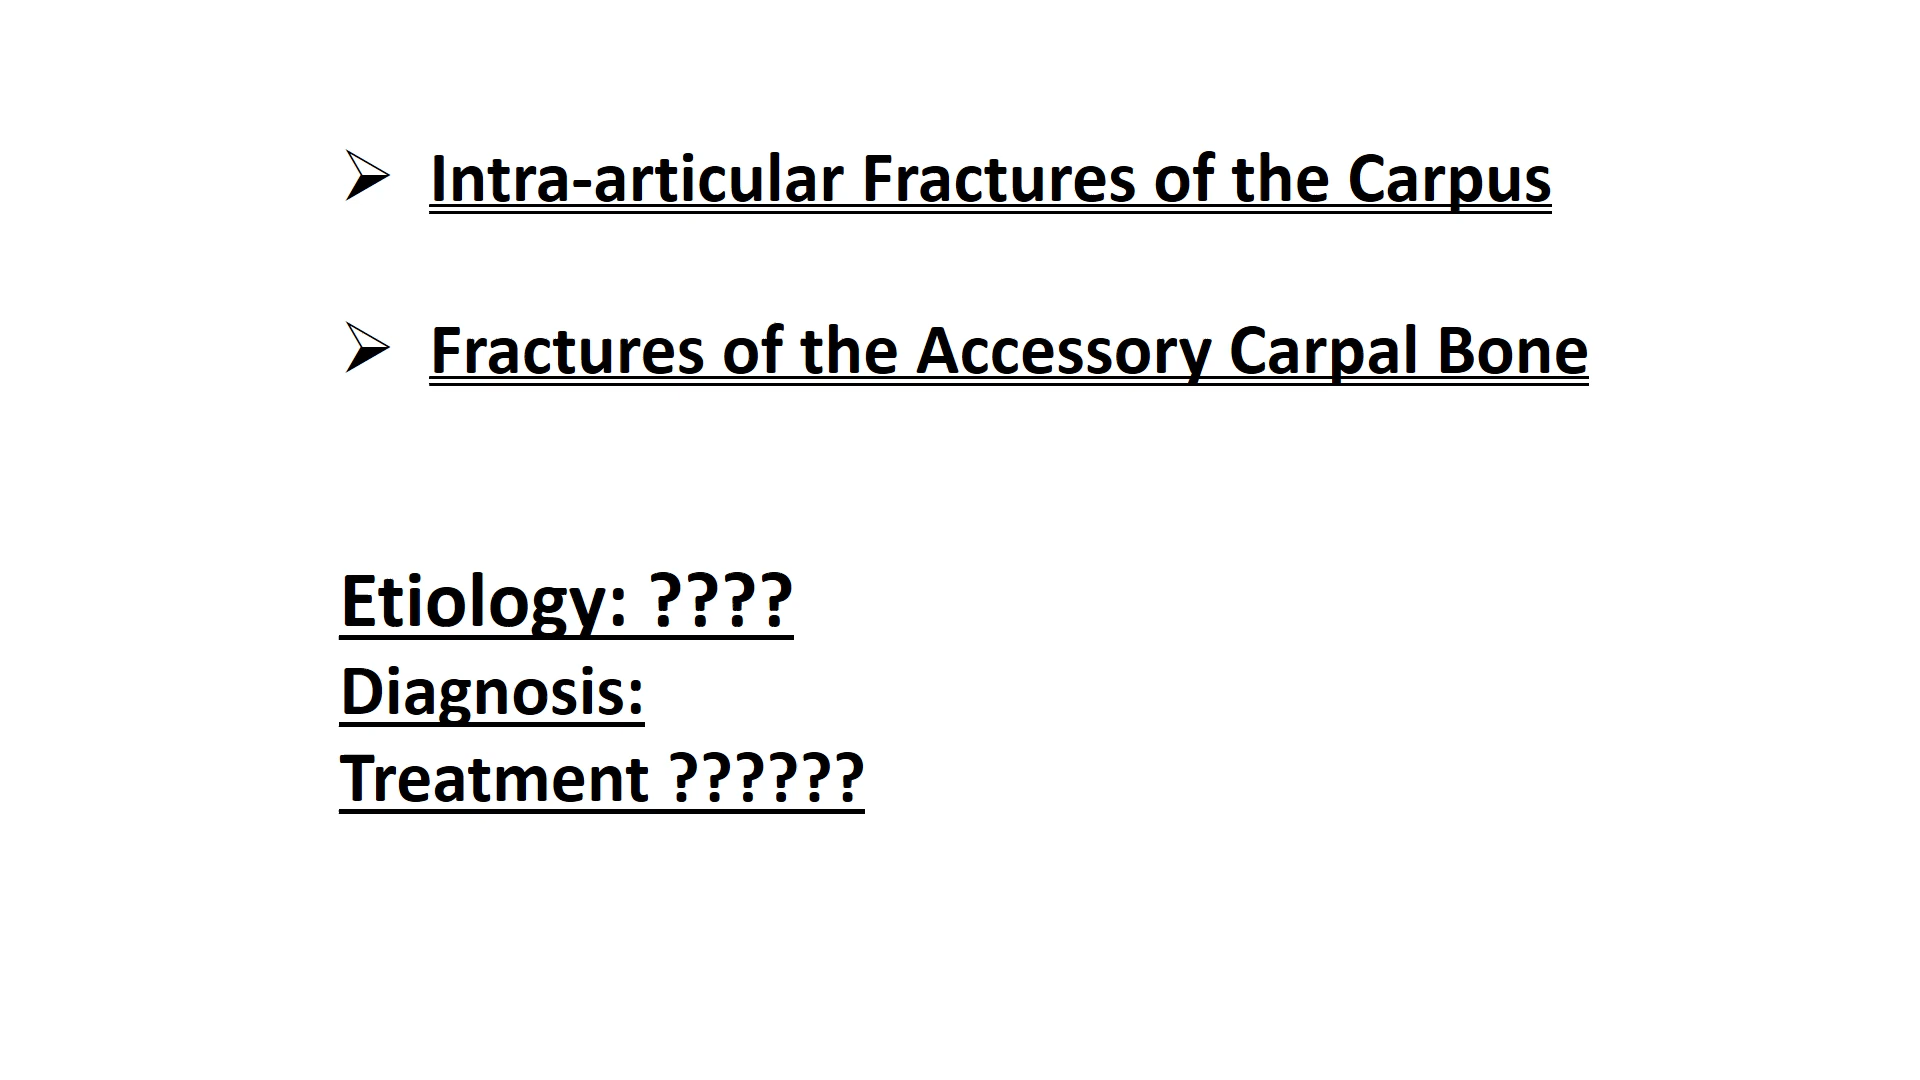 ➢ Intra-articular Fractures of the Carpus
➢ Fractures of the Accessory Carpal Bone
Etiology: ????
Diagnosis:
Treatment ??????